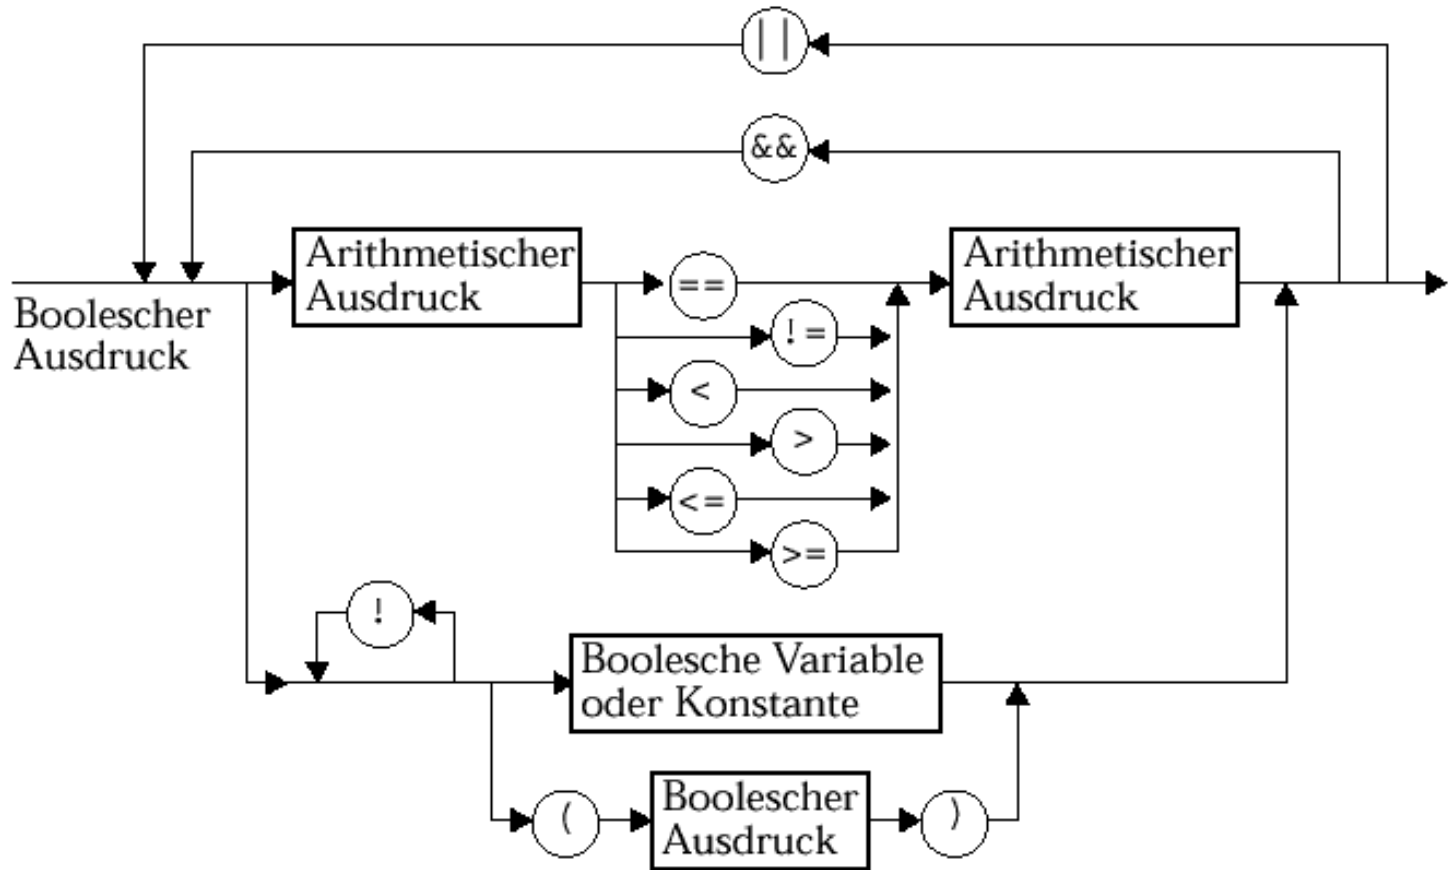 ||
&&
Arithmetischer
Ausdruck
==
!=
<
>
<=
>=
Arithmetischer
Ausdruck
Boolescher
Ausdruck
!
Boolesche Variable
oder Konstante
(
Boolescher
Ausdruck
)